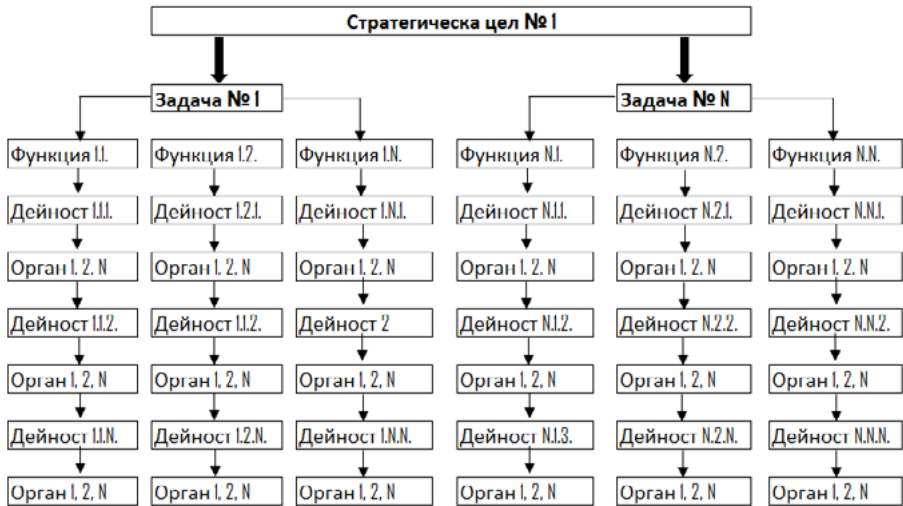 Стратегическа цел № 1
Задача № 1 Задача № N
Функция 1.1. Функция 1.2. Функция 1.N. Функция N.1. Функция N.2. Функция N.N.
Дейност 1.1.1. Дейност 1.2.1. Дейност 1.N.1. Дейност N.1.1. Дейност N.2.1. Дейност N.N.1.
Орган 1. 2. N Орган 1. 2. N Орган 1. 2. N Орган 1. 2. N Орган 1. 2. N Орган 1. 2. N
Дейност 1.1.2. Дейност 1.1.2. Дейност 2 Дейност N.1.2. Дейност N.2.2. Дейност N.N.2.
Орган 1, 2, N Орган 1, 2, N Орган 1, 2, N Орган 1, 2, N Орган 1, 2, N Орган 1, 2, N
Дейност 1.1.N. Дейност 1.2.N. Дейност 1.N.N. Дейност N.1.3. Дейност N.2.N. Дейност N.N.N.
Орган 1, 2, N Орган 1, 2, N Орган 1, 2, N Орган 1, 2, N Орган 1, 2, N Орган 1, 2, N